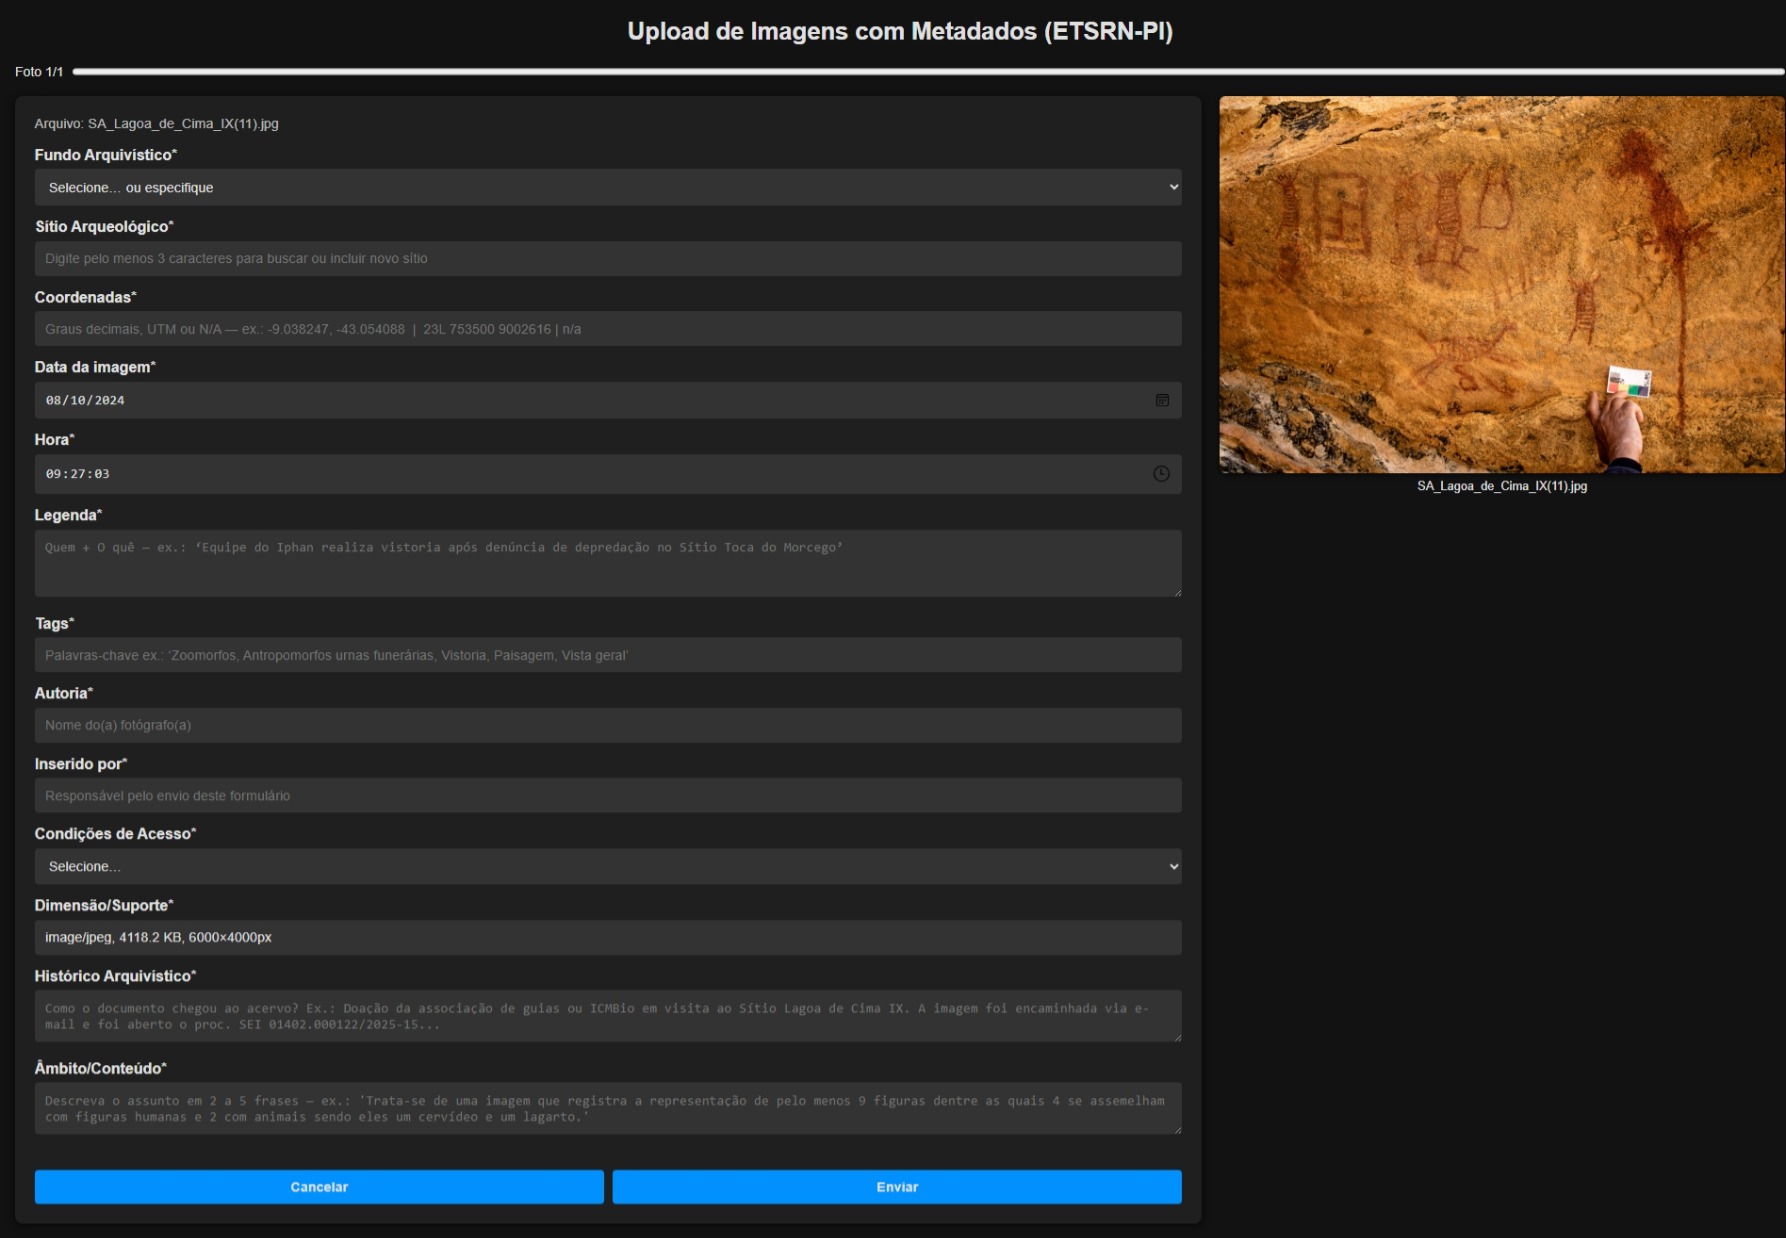 Upload de Imagens com Metadados (ETSRN-PI)
Foto 1/1
Arquivo: SA_Lagoa_de_Cima_IX(11).jpg
Fundo Arquivístico*
Selecione... ou especifique
Sítio Arqueológico*
Digite pelo menos 3 caracteres para buscar ou incluir novo sítio
Coordenadas*
Graus decimais, UTM ou N/A — ex.: -9.038247, -43.054088 | 23L 753500 9002616 | n/a
Data da imagem*
08/10/2024
Hora*
09:27:03
Legenda*
Quem + O quê — ex.: ‘Equipe do Iphan realiza vistoria após denúncia de depredação no Sítio Toca do Morcego’
Tags*
Palavras-chave ex.: 'Zoomorfos, Antropomorfos urnas funerárias, Vistoria, Paisagem, Vista geral'
Autoria*
Nome do(a) fotógrafo(a)
Inserido por*
Responsável pelo envio deste formulário
Condições de Acesso*
Selecione...
Dimensão/Suporte*
image/jpeg, 4118.2 KB, 6000×4000px
Histórico Arquivístico*
Como o documento chegou ao acervo? Ex.: Doação da associação de guias ou ICMBio em visita ao Sítio Lagoa de Cima IX. A imagem foi encaminhada via e-
mail e foi aberto o proc. SEI 01402.000122/2025-15...
Âmbito/Conteúdo*
Descreva o assunto em 2 a 5 frases — ex.: 'Trata-se de uma imagem que registra a representação de pelo menos 9 figuras dentre as quais 4 se assemelham
com figuras humanas e 2 com animais sendo eles um cervídeo e um lagarto.'
Cancelar
Enviar
SA_Lagoa_de_Cima_IX(11).jpg